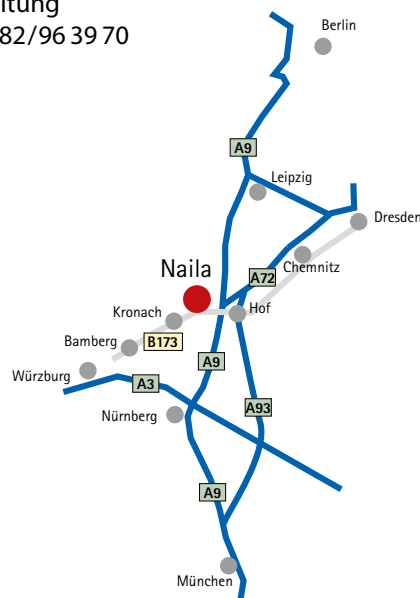 itung
82/96 39 70
Berlin
A9
Leipzig
Dresden
Chemnitz
A72
Naila
Hof
Kronach
Bamberg
B173
Würzburg
A9
A3
A93
Nürnberg
A9
München